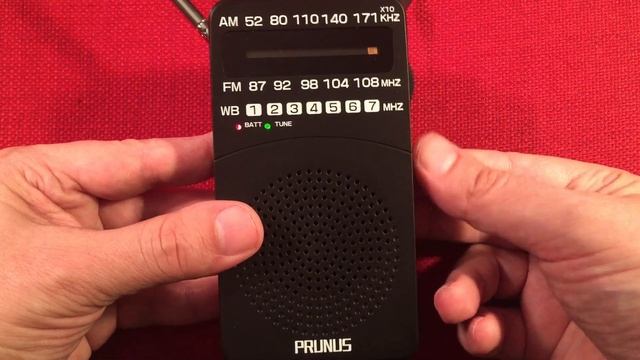 AM 52 80 110 140 171 X10 KHZ
FM 87 92 98 104 108 MHZ
WB 1 2 3 4 5 6 7 MHZ
BATT TUNE
PRUNUS